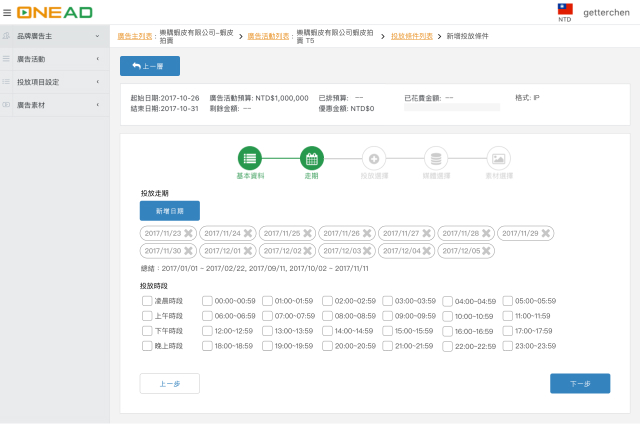 ONEAD
NTD
getterchen
品牌廣告主
廣告活動
投放項目設定
廣告素材
廣告主列表 : 樂購蝦皮有限公司-蝦皮拍賣 > 廣告活動列表 : 樂購蝦皮有限公司蝦皮拍賣 T5 > 投放條件列表 > 新增投放條件
上一層
起始日期:2017-10-26 廣告活動預算: NTD$1,000,000 已排預算: -- 已花費金額: -- 格式: IP
結束日期:2017-10-31 剩餘金額: -- 優惠金額: NTD$0
基本資料 走期 投放選擇 媒體選擇 素材選擇
投放走期
新增日期
2017/11/23 2017/11/24 2017/11/25 2017/11/26 2017/11/27 2017/11/28 2017/11/29
2017/11/30 2017/12/01 2017/12/02 2017/12/03 2017/12/04 2017/12/05
總結：2017/01/01 ~ 2017/02/22, 2017/09/11, 2017/10/02 ~ 2017/11/11
投放時段
凌晨時段 00:00-00:59 01:00-01:59 02:00-02:59 03:00-03:59 04:00-04:59 05:00-05:59
上午時段 06:00-06:59 07:00-07:59 08:00-08:59 09:00-09:59 10:00-10:59 11:00-11:59
下午時段 12:00-12:59 13:00-13:59 14:00-14:59 15:00-15:59 16:00-16:59 17:00-17:59
晚上時段 18:00-18:59 19:00-19:59 20:00-20:59 21:00-21:59 22:00-22:59 23:00-23:59
上一步
下一步